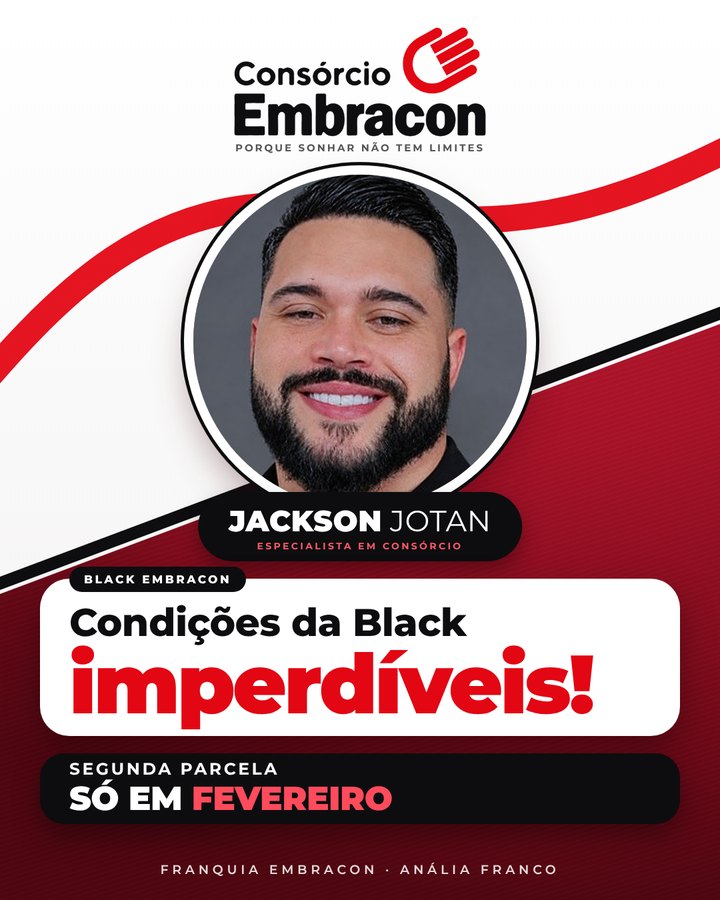 Consórcio
Embracon
PORQUE SONHAR NÃO TEM LIMITES
JACKSON JOTAN
ESPECIALISTA EM CONSÓRCIO
BLACK EMBRACON
Condições da Black
imperdíveis!
SEGUNDA PARCELA
SÓ EM FEVEREIRO
FRANQUIA EMBRACON · ANÁLIA FRANCO